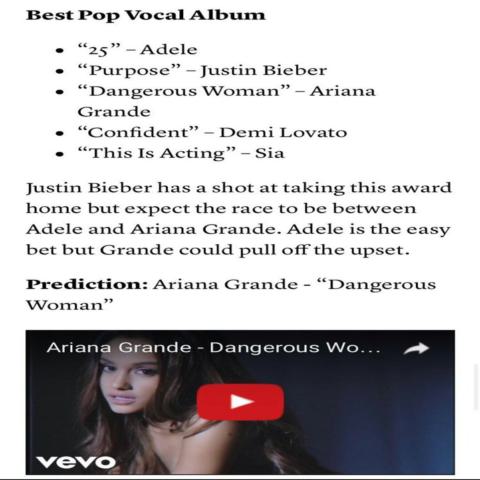 Best Pop Vocal Album
• “25” – Adele
• “Purpose” – Justin Bieber
• “Dangerous Woman” – Ariana
Grande
• “Confident” – Demi Lovato
• “This Is Acting” – Sia
Justin Bieber has a shot at taking this award
home but expect the race to be between
Adele and Ariana Grande. Adele is the easy
bet but Grande could pull off the upset.
Prediction: Ariana Grande - “Dangerous
Woman”
Ariana Grande - Dangerous Wo...
vevo